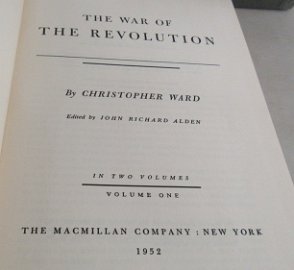 THE WAR OF
THE REVOLUTION
By CHRISTOPHER WARD
Edited by JOHN RICHARD ALDEN
IN TWO VOLUMES
VOLUME ONE
THE MACMILLAN COMPANY : NEW YORK
1952